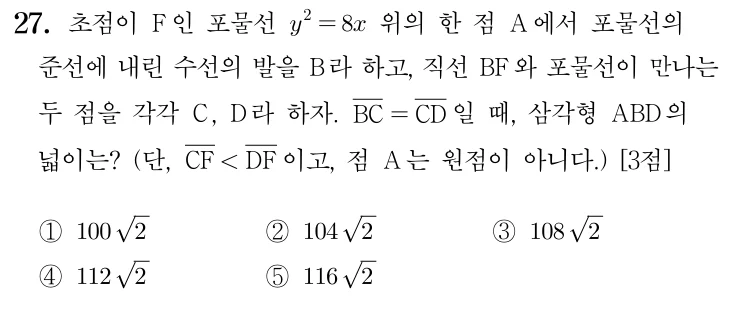 27. 초점이 F인 포물선 y²=8x 위의 한 점 A에서 포물선의
준선에 내린 수선의 발을 B라 하고, 직선 BF와 포물선이 만나는
두 점을 각각 C, D라 하자. \overline{BC}=\overline{CD}일 때, 삼각형 ABD의
넓이는? (단, \overline{CF}<\overline{DF}이고, 점 A는 원점이 아니다.) [3점]
① 100√2 ② 104√2 ③ 108√2
④ 112√2 ⑤ 116√2